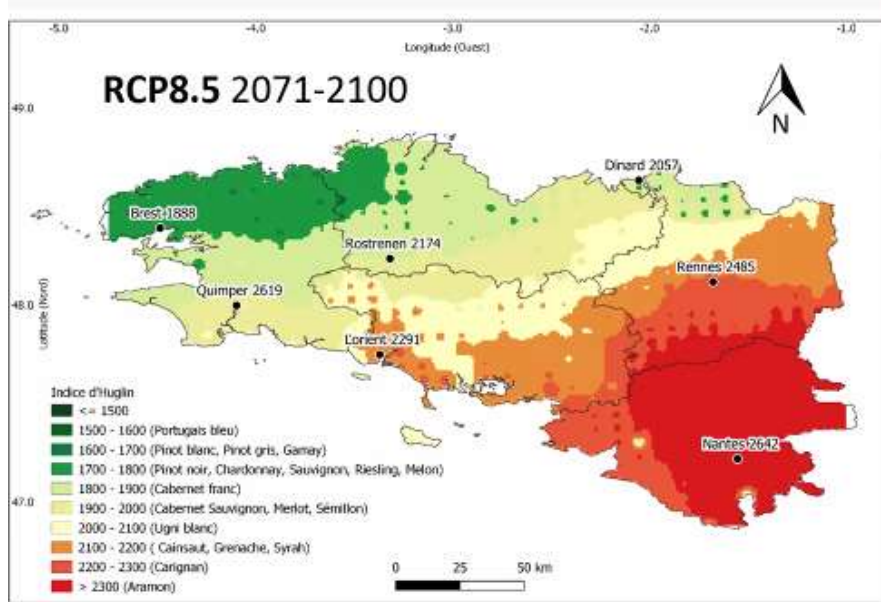 -5.0 -4.0 -3.0 -2.0 -1.0
Longitude (Ouest)
RCP8.5 2071-2100
49.0
N
Dinard 2057
Brest 1888
Rostrenen 2174
Rennes 2485
Quimper 2619
48.0
Latitude (Nord)
Lorient 2291
Indice d'Huglin
<= 1500
1500 - 1600 (Portugais bleu)
1600 - 1700 (Pinot blanc, Pinot gris, Gamay)
1700 - 1800 (Pinot noir, Chardonnay, Sauvignon, Riesling, Melon)
Nantes 2642
1800 - 1900 (Cabernet franc)
47.0
1900 - 2000 (Cabernet Sauvignon, Merlot, Sémillon)
2000 - 2100 (Ugni blanc)
2100 - 2200 ( Cainsaut, Grenache, Syrah)
2200 - 2300 (Carignan)
> 2300 (Aramon)
0 25 50 km